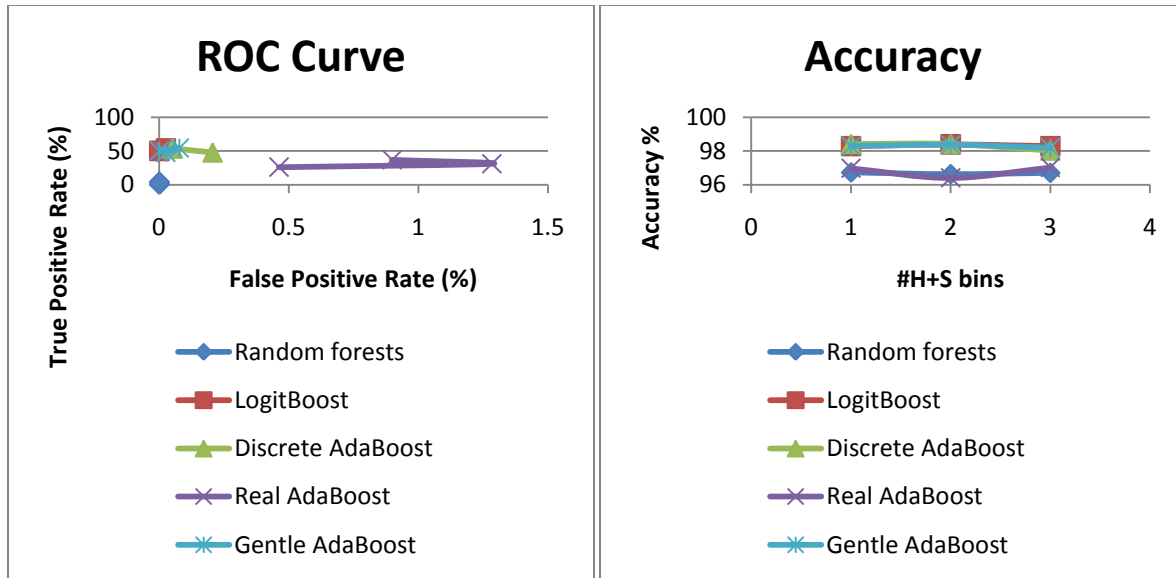 ROC Curve
True Positive Rate (%)
100
50
0
0 0.5 1 1.5
False Positive Rate (%)
Random forests
LogitBoost
Discrete AdaBoost
Real AdaBoost
Gentle AdaBoost
Accuracy
Accuracy %
100
98
96
0 1 2 3 4
#H+S bins
Random forests
LogitBoost
Discrete AdaBoost
Real AdaBoost
Gentle AdaBoost